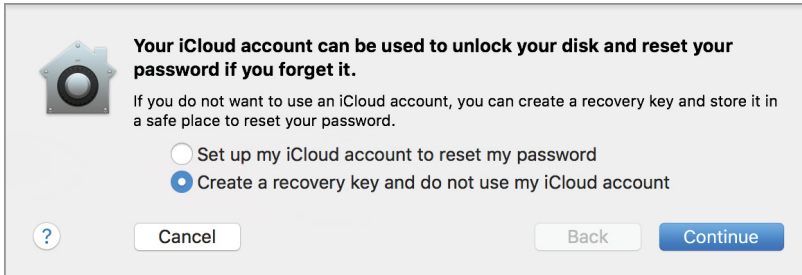 Your iCloud account can be used to unlock your disk and reset your
password if you forget it.
If you do not want to use an iCloud account, you can create a recovery key and store it in
a safe place to reset your password.
Set up my iCloud account to reset my password
Create a recovery key and do not use my iCloud account
? Cancel Back Continue